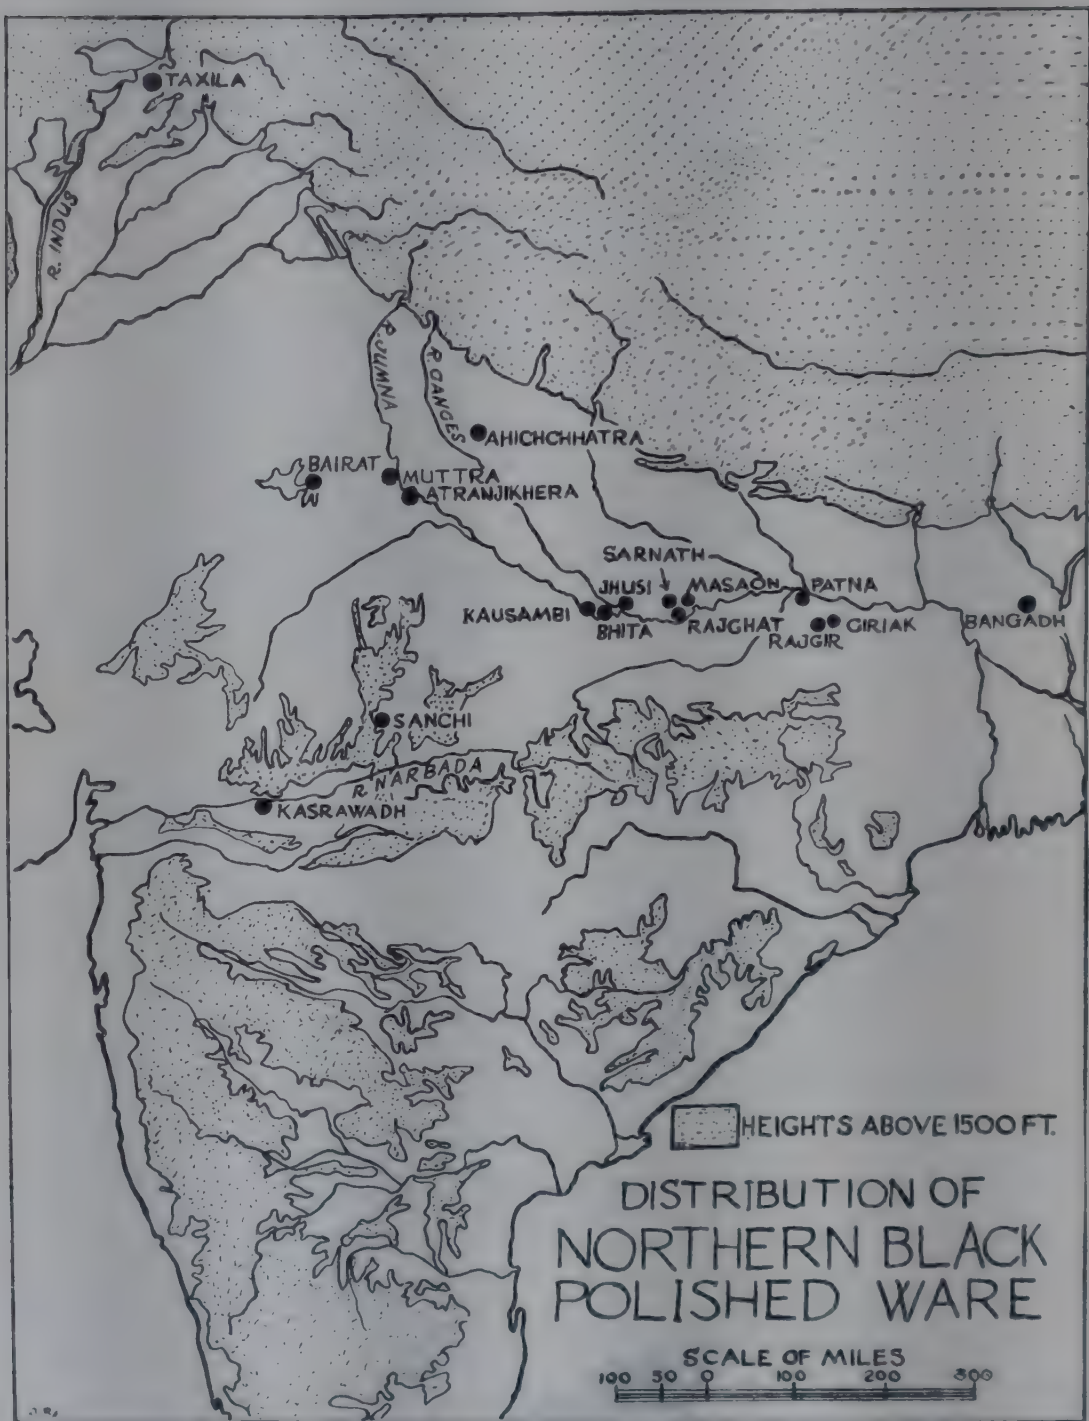 TAXILA
R. INDUS
R. JUMNA
R. GANGES
AHICHCHHATRA
BAIRAT
MUTTRA
ATRANJIKHERA
SARNATH
JHUSI
MASAON
PATNA
KAUSAMBI
BHITA
RAJGHAT
RAJGIR
GIRIAK
BANGADH
SANCHI
R. NARBADA
KASRAWADH
HEIGHTS ABOVE 1500 FT.
DISTRIBUTION OF
NORTHERN BLACK
POLISHED WARE
SCALE OF MILES
100 50 0 100 200 300